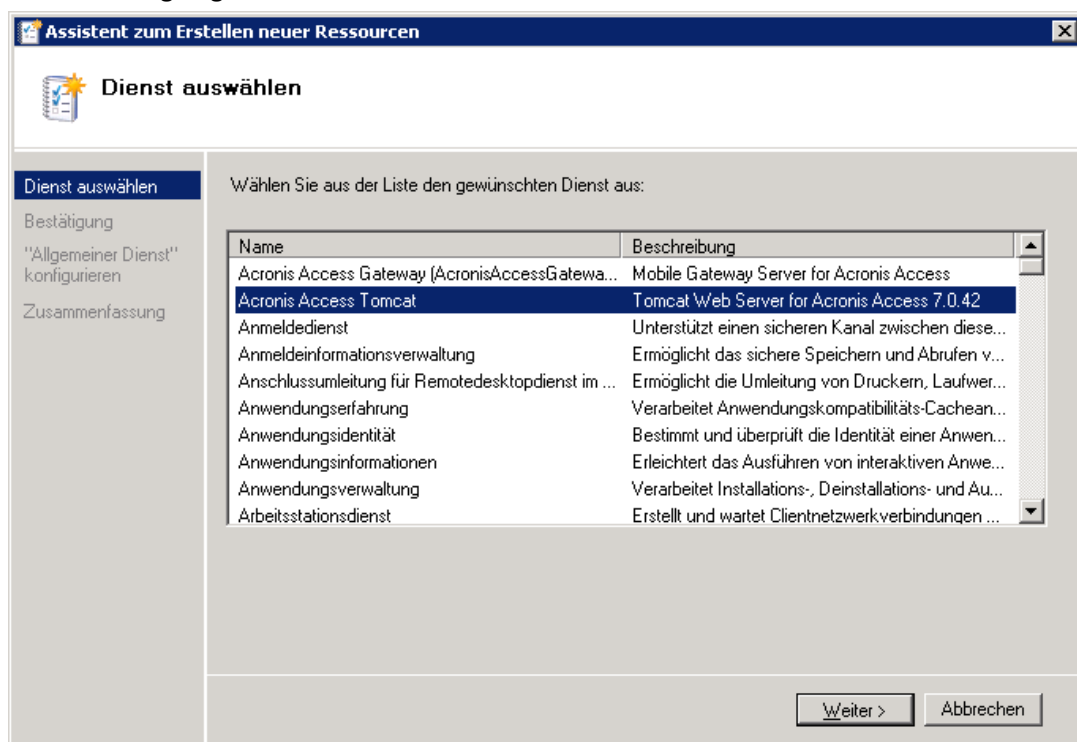 Assistent zum Erstellen neuer Ressourcen
Dienst auswählen
Dienst auswählen
Bestätigung
"Allgemeiner Dienst"
konfigurieren
Zusammenfassung
Wählen Sie aus der Liste den gewünschten Dienst aus:
Name Beschreibung
Acronis Access Gateway (AcronisAccessGatewa... Mobile Gateway Server for Acronis Access
Acronis Access Tomcat Tomcat Web Server for Acronis Access 7.0.42
Anmeldedienst Unterstützt einen sicheren Kanal zwischen diese...
Anmeldeinformationsverwaltung Ermöglicht das sichere Speichern und Abrufen v...
Anschlussumleitung für Remotedesktopdienst im ... Ermöglicht die Umleitung von Druckern, Laufwer...
Anwendungserfahrung Verarbeitet Anwendungskompatibilitäts-Cachean...
Anwendungsidentität Bestimmt und überprüft die Identität einer Anwen...
Anwendungsinformationen Erleichtert das Ausführen von interaktiven Anwe...
Anwendungsverwaltung Verarbeitet Installations-, Deinstallations- und Au...
Arbeitsstationsdienst Erstellt und wartet Clientnetzwerkverbindungen ...
Weiter > Abbrechen